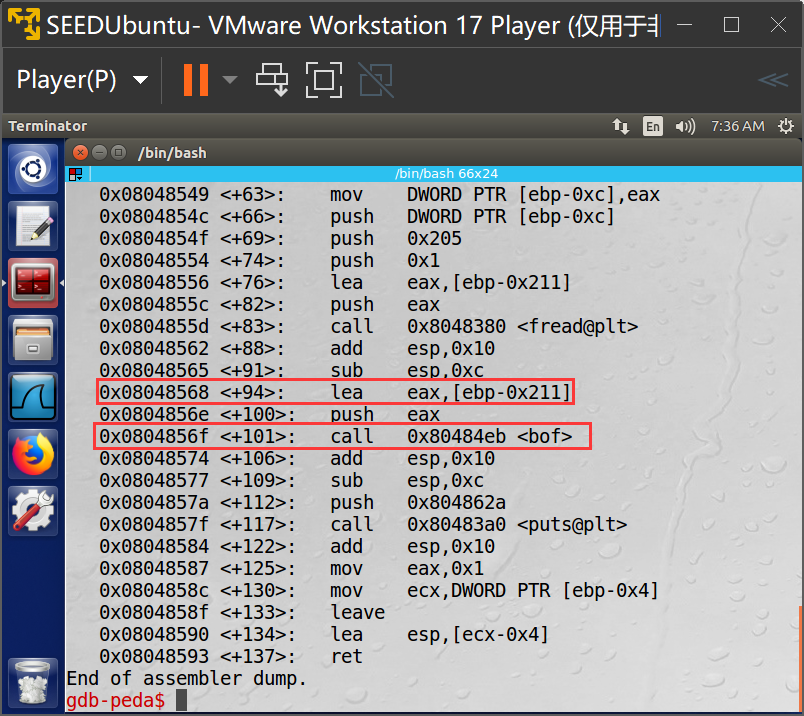 SEEDUbuntu- VMware Workstation 17 Player (仅用于非
Player(P)
Terminator En 7:36 AM
/bin/bash
/bin/bash 66x24
0x08048549 <+63>: mov DWORD PTR [ebp-0xc],eax
0x0804854c <+66>: push DWORD PTR [ebp-0xc]
0x0804854f <+69>: push 0x205
0x08048554 <+74>: push 0x1
0x08048556 <+76>: lea eax,[ebp-0x211]
0x0804855c <+82>: push eax
0x0804855d <+83>: call 0x8048380 <fread@plt>
0x08048562 <+88>: add esp,0x10
0x08048565 <+91>: sub esp,0xc
0x08048568 <+94>: lea eax,[ebp-0x211]
0x0804856e <+100>: push eax
0x0804856f <+101>: call 0x80484eb <bof>
0x08048574 <+106>: add esp,0x10
0x08048577 <+109>: sub esp,0xc
0x0804857a <+112>: push 0x804862a
0x0804857f <+117>: call 0x80483a0 <puts@plt>
0x08048584 <+122>: add esp,0x10
0x08048587 <+125>: mov eax,0x1
0x0804858c <+130>: mov ecx,DWORD PTR [ebp-0x4]
0x0804858f <+133>: leave
0x08048590 <+134>: lea esp,[ecx-0x4]
0x08048593 <+137>: ret
End of assembler dump.
gdb-peda$